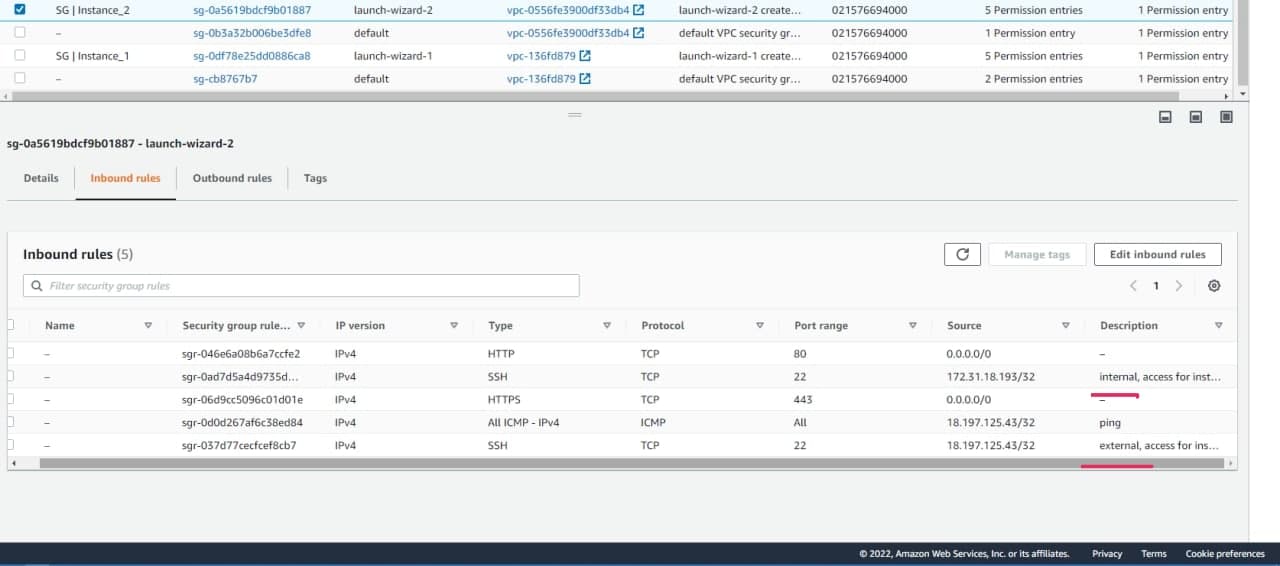 SG | Instance_2 sg-0a5619bdcf9b01887 launch-wizard-2 vpc-0556fe3900df33db4 launch-wizard-2 create... 021576694000 5 Permission entries 1 Permission entry
– sg-0b3a32b006be3dfe8 default vpc-0556fe3900df33db4 default VPC security gr... 021576694000 1 Permission entry 1 Permission entry
SG | Instance_1 sg-0df78e25dd0886ca8 launch-wizard-1 vpc-136fd879 launch-wizard-1 create... 021576694000 5 Permission entries 1 Permission entry
– sg-cb8767b7 default vpc-136fd879 default VPC security gr... 021576694000 2 Permission entries 1 Permission entry
sg-0a5619bdcf9b01887 - launch-wizard-2
Details Inbound rules Outbound rules Tags
Inbound rules (5) Manage tags Edit inbound rules
Filter security group rules 1
Name Security group rule... IP version Type Protocol Port range Source Description
– sgr-046e6a08b6a7ccfe2 IPv4 HTTP TCP 80 0.0.0.0/0 –
– sgr-0ad7d5a4d9735d... IPv4 SSH TCP 22 172.31.18.193/32 internal, access for inst...
– sgr-06d9cc5096c01d01e IPv4 HTTPS TCP 443 0.0.0.0/0 –
– sgr-0d0d267af6c38ed84 IPv4 All ICMP - IPv4 ICMP All 18.197.125.43/32 ping
– sgr-037d77cecfcef8cb7 IPv4 SSH TCP 22 18.197.125.43/32 external, access for ins...
© 2022, Amazon Web Services, Inc. or its affiliates. Privacy Terms Cookie preferences